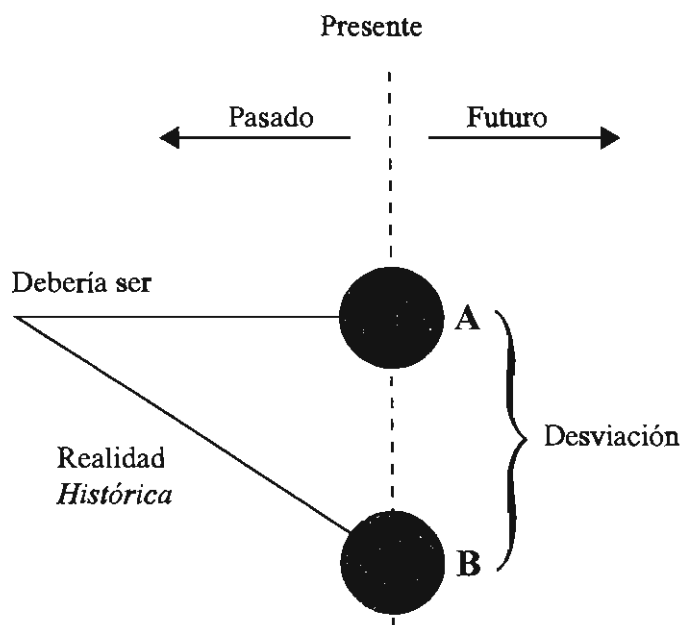 Presente
Pasado
Futuro
Debería ser
A
Desviación
Realidad
Histórica
B